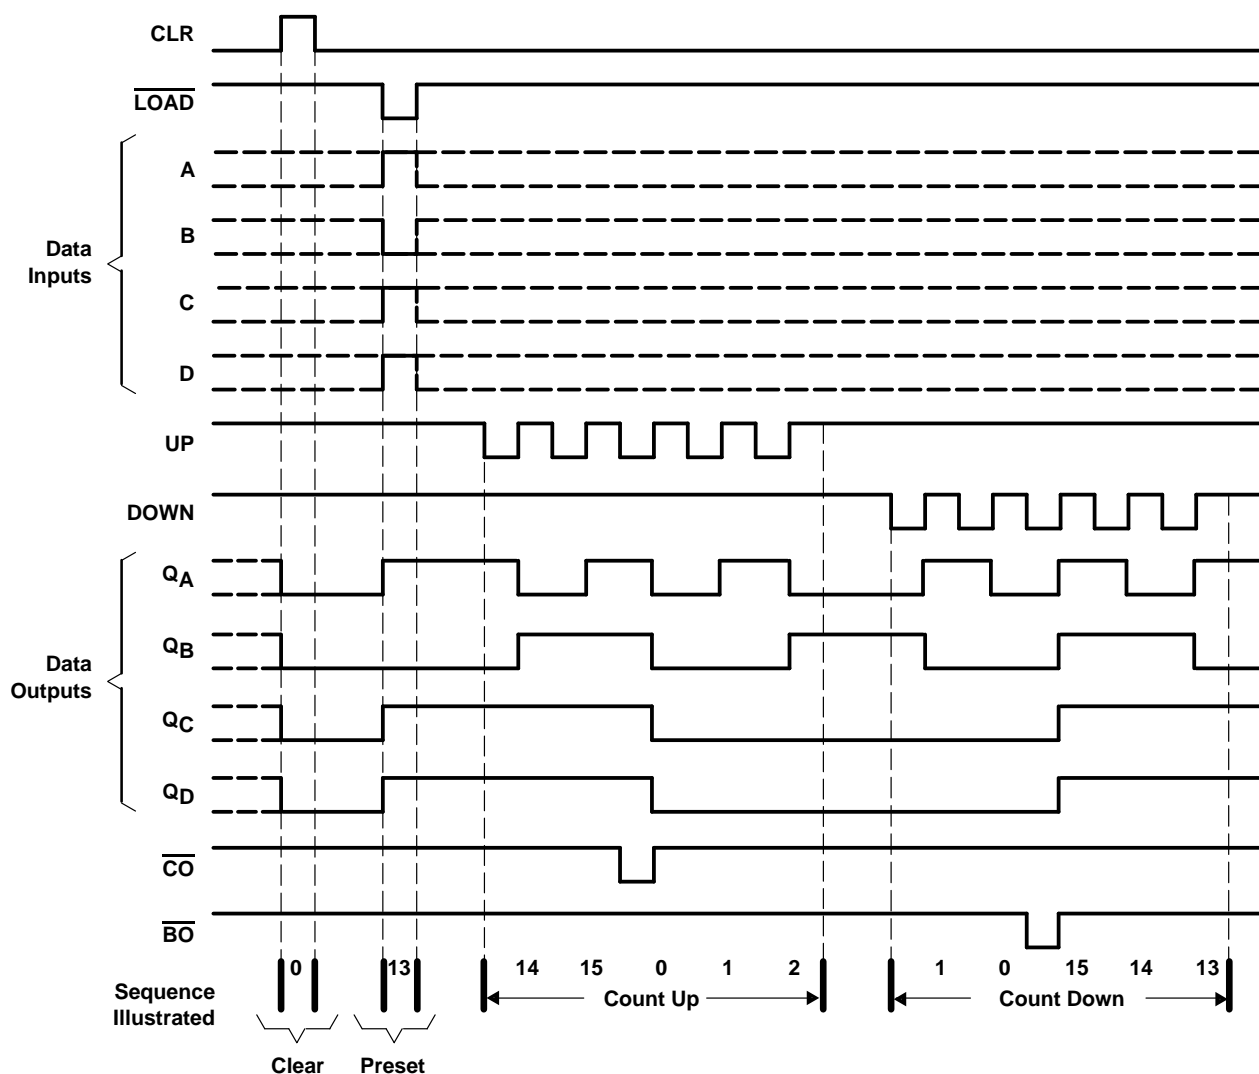 CLR
LOAD
A
B
Data
Inputs
C
D
UP
DOWN
QA
QB
Data
Outputs
QC
QD
CO
BO
0 13 14 15 0 1 2 1 0 15 14 13
Sequence
Illustrated
Count Up Count Down
Clear Preset